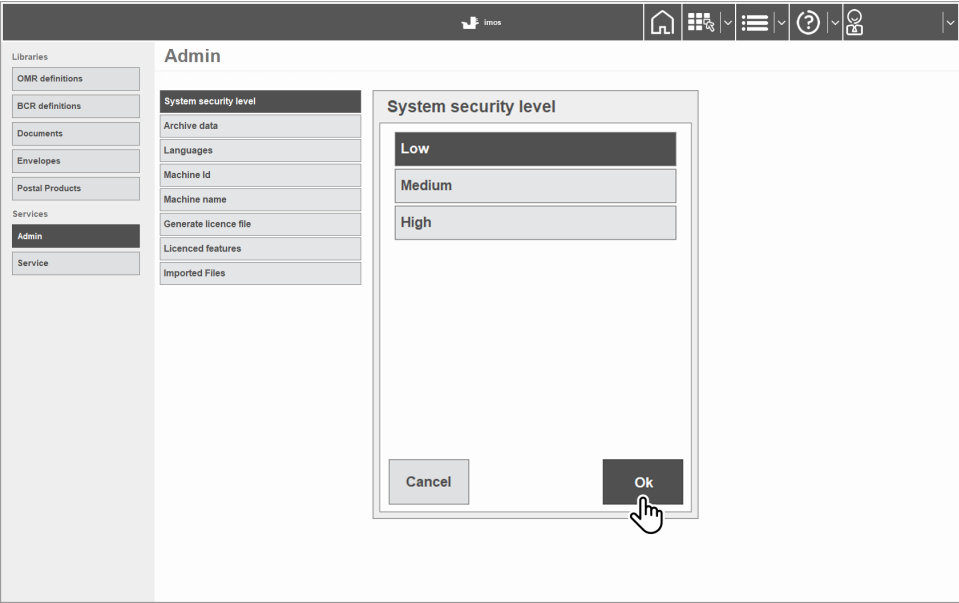 imos
Libraries
OMR definitions
BCR definitions
Documents
Envelopes
Postal Products
Services
Admin
Service
Admin
System security level
Archive data
Languages
Machine Id
Machine name
Generate licence file
Licenced features
Imported Files
System security level
Low
Medium
High
Cancel
Ok